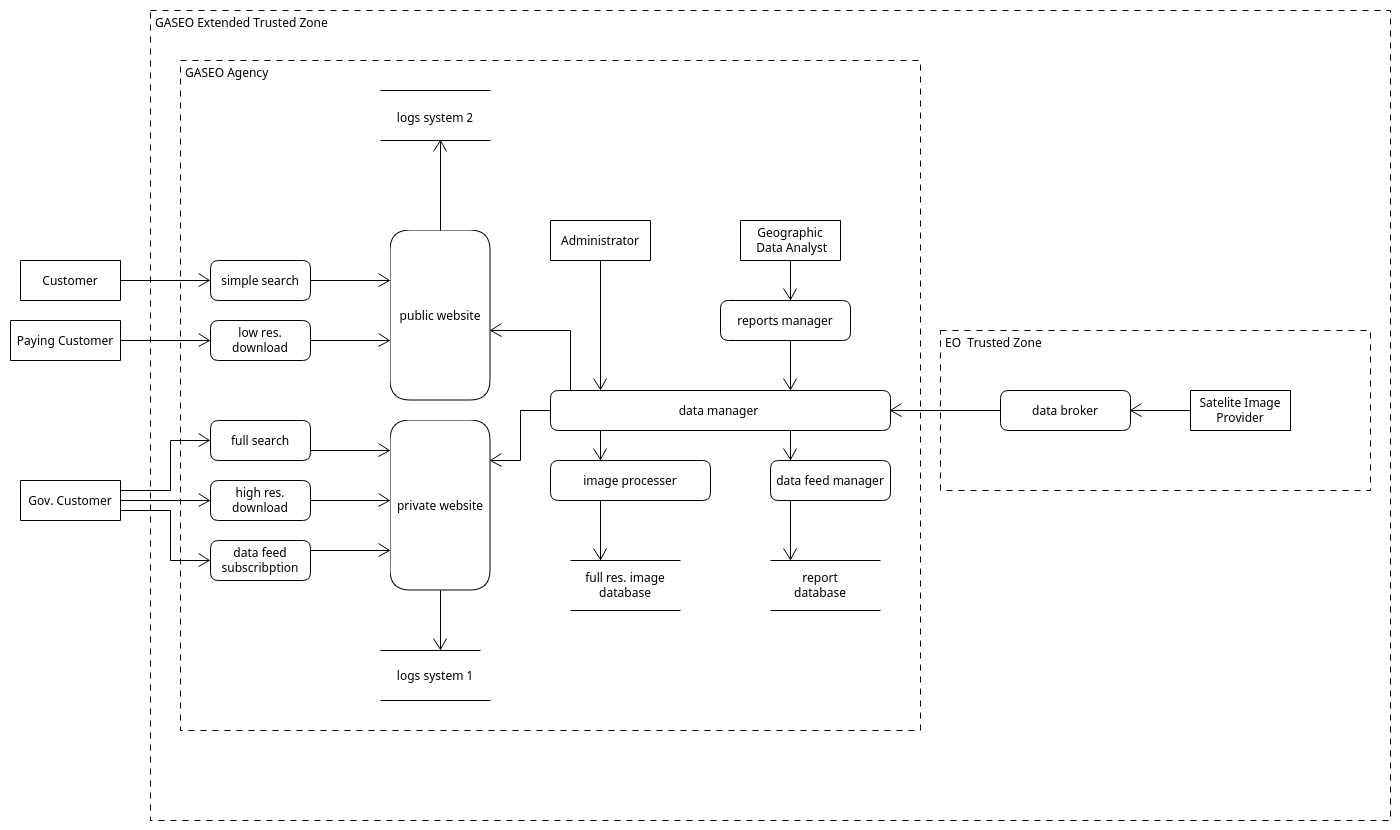 GASEO Extended Trusted Zone
GASEO Agency
logs system 2
Administrator
Geographic
Data Analyst
Customer
simple search
public website
reports manager
Paying Customer
low res.
download
EO  Trusted Zone
data manager
data broker
Satelite Image
Provider
full search
image processer
data feed manager
Gov. Customer
high res.
download
private website
data feed
subscribption
full res. image
database
report
database
logs system 1